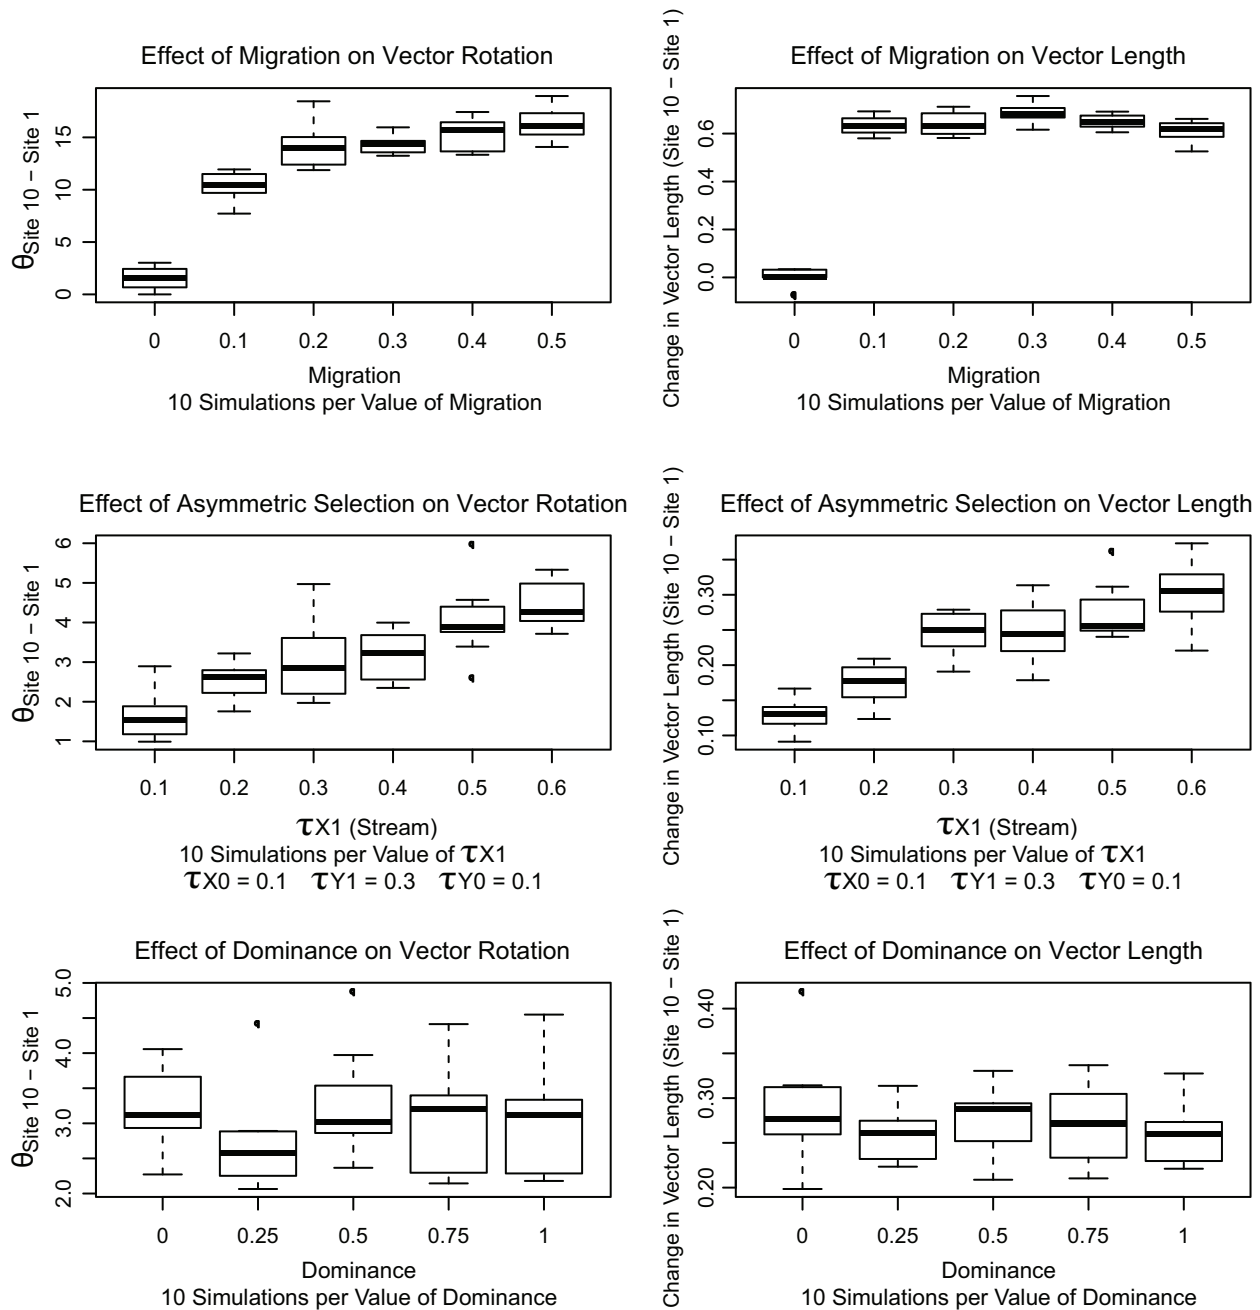 Effect of Migration on Vector Rotation
θSite 10 − Site 1
0 5 10 15
0 0.1 0.2 0.3 0.4 0.5
Migration
10 Simulations per Value of Migration
Effect of Migration on Vector Length
Change in Vector Length (Site 10 − Site 1)
0.0 0.2 0.4 0.6
0 0.1 0.2 0.3 0.4 0.5
Migration
10 Simulations per Value of Migration
Effect of Asymmetric Selection on Vector Rotation
θSite 10 − Site 1
1 2 3 4 5 6
0.1 0.2 0.3 0.4 0.5 0.6
τX1 (Stream)
10 Simulations per Value of τX1
τX0 = 0.1 τY1 = 0.3 τY0 = 0.1
Effect of Asymmetric Selection on Vector Length
Change in Vector Length (Site 10 − Site 1)
0.10 0.20 0.30
0.1 0.2 0.3 0.4 0.5 0.6
τX1 (Stream)
10 Simulations per Value of τX1
τX0 = 0.1 τY1 = 0.3 τY0 = 0.1
Effect of Dominance on Vector Rotation
θSite 10 − Site 1
2.0 3.0 4.0 5.0
0 0.25 0.5 0.75 1
Dominance
10 Simulations per Value of Dominance
Effect of Dominance on Vector Length
Change in Vector Length (Site 10 − Site 1)
0.20 0.30 0.40
0 0.25 0.5 0.75 1
Dominance
10 Simulations per Value of Dominance